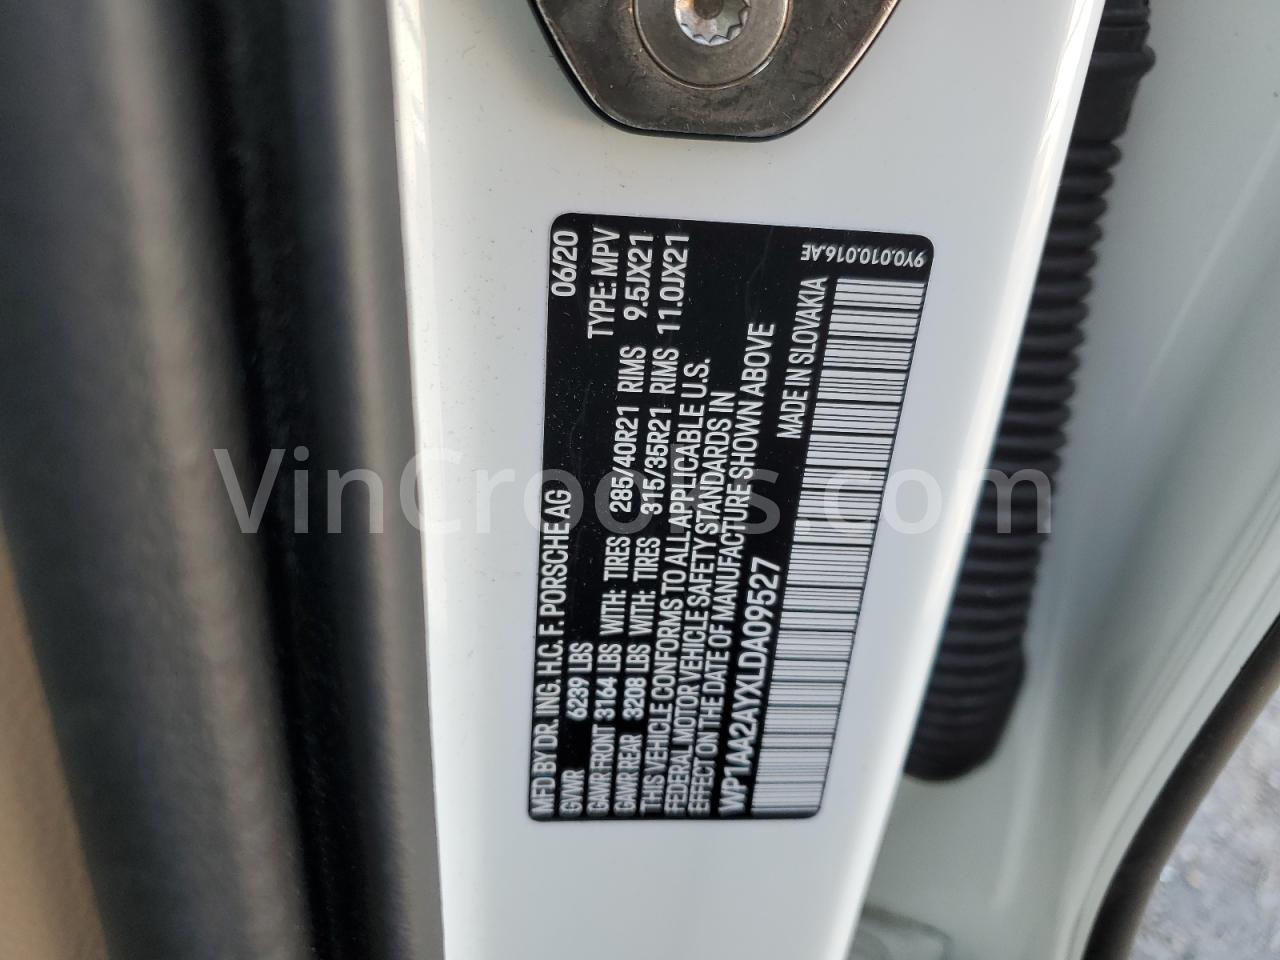 MFD BY DR. ING. H.C. F. PORSCHE AG 06/20
GVWR 6239 LBS TYPE: MPV
GAWR FRONT 3164 LBS WITH: TIRES 285/40R21 RIMS 9.5JX21
GAWR REAR 3208 LBS WITH: TIRES 315/35R21 RIMS 11.0JX21
THIS VEHICLE CONFORMS TO ALL APPLICABLE U.S.
FEDERAL MOTOR VEHICLE SAFETY STANDARDS IN
EFFECT ON THE DATE OF MANUFACTURE SHOWN ABOVE
WP1AA2AYXLDA09527 MADE IN SLOVAKIA
9Y0.010.016.AE
VinCrooks.com